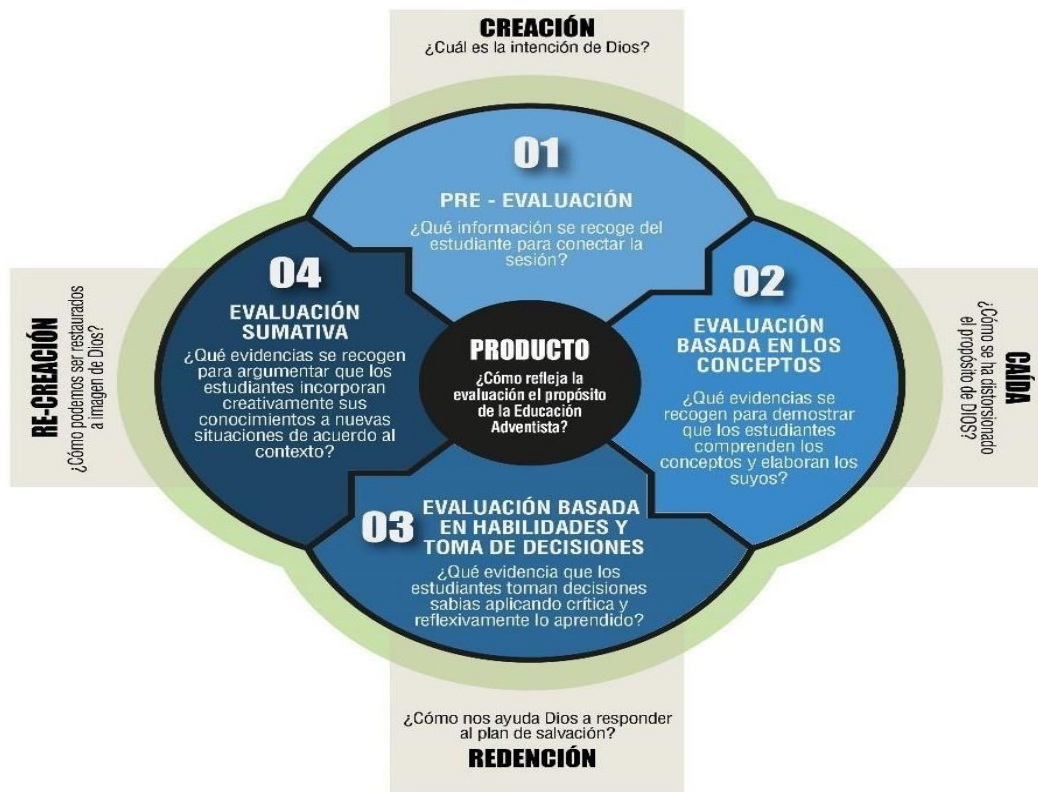 CREACIÓN
¿Cuál es la intención de Dios?
01
PRE - EVALUACIÓN
¿Qué información se recoge del
estudiante para conectar la
sesión?
02
EVALUACIÓN
BASADA EN LOS
CONCEPTOS
¿Qué evidencias se
recogen para demostrar
que los estudiantes
comprenden los
conceptos y elaboran los
suyos?
CAÍDA
¿Cómo se ha distorsionado
el propósito de DIOS?
03
EVALUACIÓN BASADA
EN HABILIDADES Y
TOMA DE DECISIONES
¿Qué evidencia que los
estudiantes toman decisiones
sabias aplicando crítica y
reflexivamente lo aprendido?
¿Cómo nos ayuda Dios a responder
al plan de salvación?
REDENCIÓN
04
EVALUACIÓN
SUMATIVA
¿Qué evidencias se recogen
para argumentar que los
estudiantes incorporan
creativamente sus
conocimientos a nuevas
situaciones de acuerdo al
contexto?
RE-CREACIÓN
¿Cómo podemos ser restaurados
a imagen de Dios?
PRODUCTO
¿Cómo refleja la
evaluación el propósito
de la Educación
Adventista?